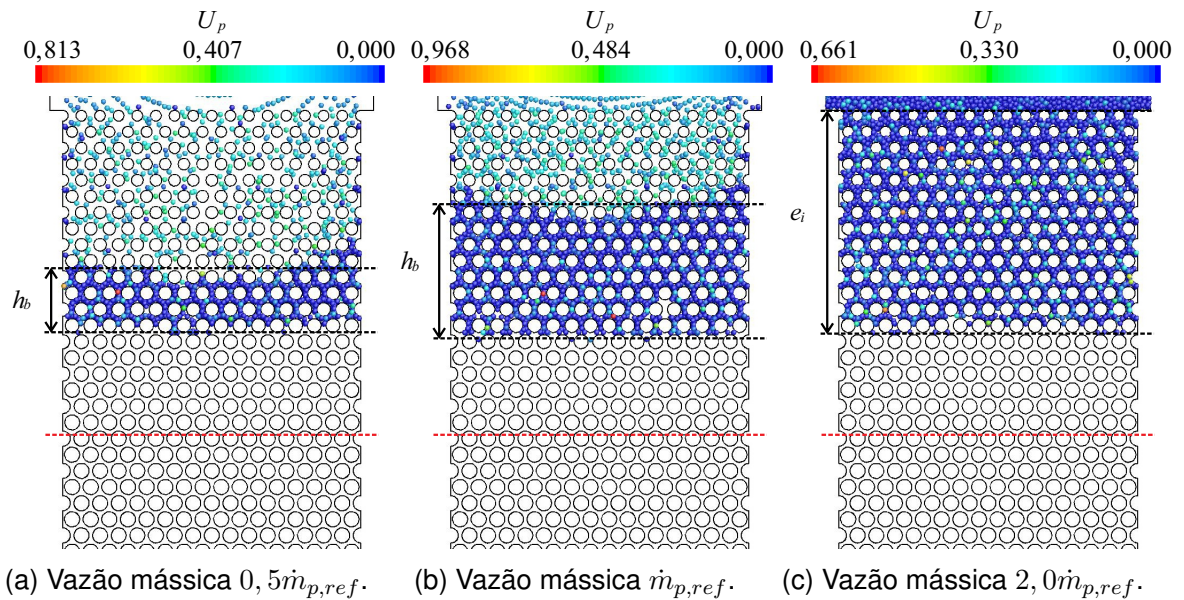 U_p U_p U_p
0,813 0,407 0,000 0,968 0,484 0,000 0,661 0,330 0,000
h_b h_b e_i
(a) Vazão mássica 0,5ṁ_{p,ref}. (b) Vazão mássica ṁ_{p,ref}. (c) Vazão mássica 2,0ṁ_{p,ref}.